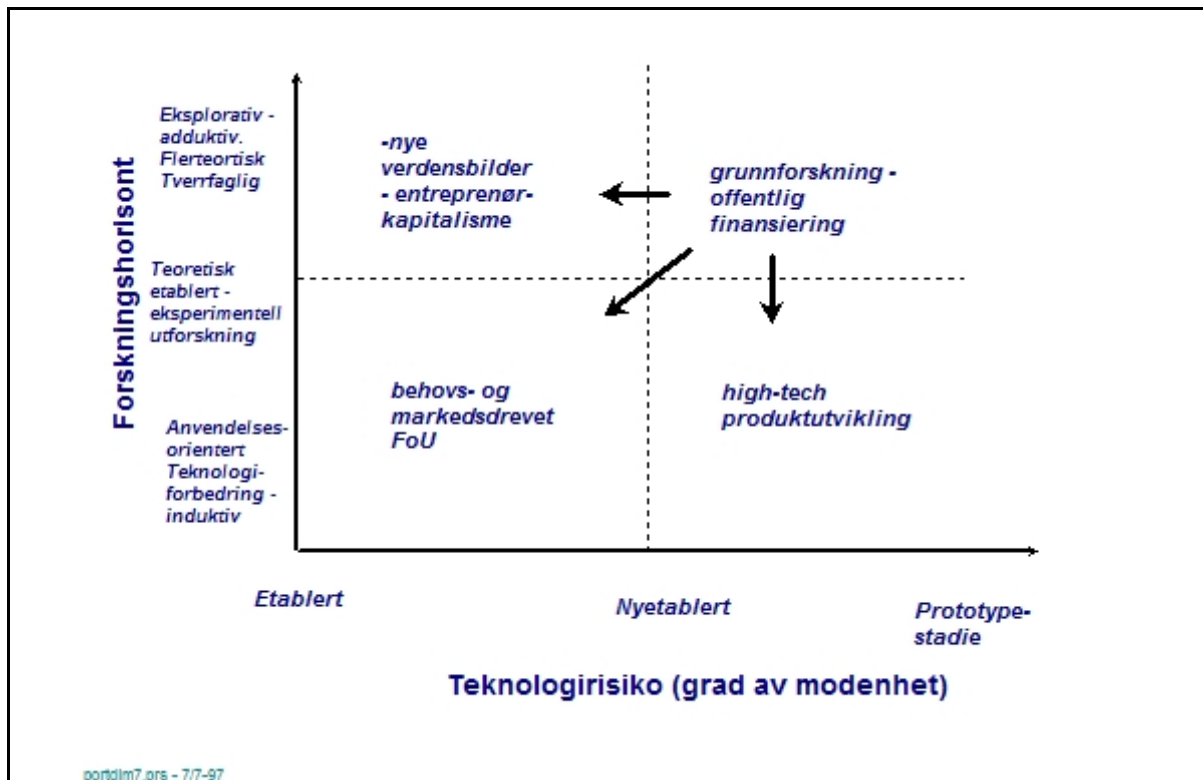 Forskningshorisont
Eksplorativ -
adduktiv.
Flerteortisk
Tverrfaglig
Teoretisk
etablert -
eksperimentell
utforskning
Anvendelses-
orientert
Teknologi-
forbedring -
induktiv
-nye
verdensbilder
- entreprenør-
kapitalisme
grunnforskning -
offentlig
finansiering
behovs- og
markedsdrevet
FoU
high-tech
produktutvikling
Etablert
Nyetablert
Prototype-
stadie
Teknologirisiko (grad av modenhet)
portdim7.prs - 7/7-97